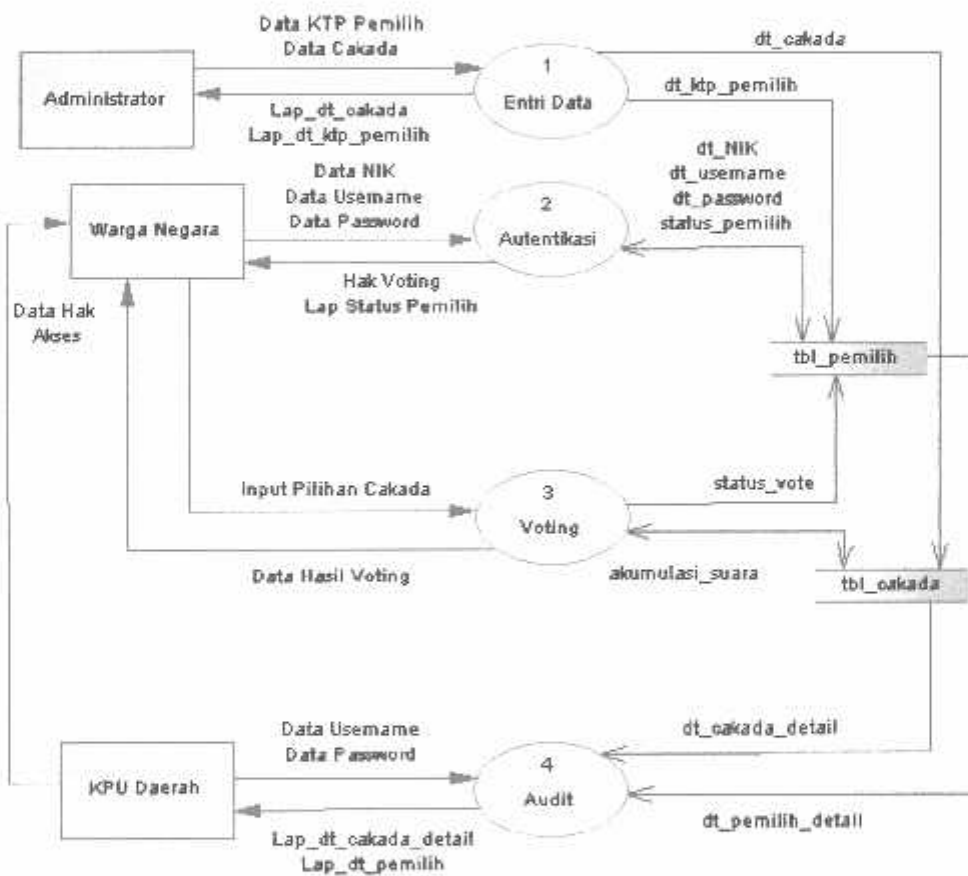 Data KTP Pemilih
Data Cakada
dt_cakada
Administrator
1
Entri Data
dt_ktp_pemilih
Lap_dt_cakada
Lap_dt_ktp_pemilih
Data NIK
Data Username
Data Password
dt_NIK
dt_username
dt_password
status_pemilih
Warga Negara
2
Autentikasi
Hak Voting
Lap Status Pemilih
Data Hak
Akses
tbl_pemilih
Input Pilihan Cakada
3
Voting
status_vote
Data Hasil Voting
akumulasi_suara
tbl_cakada
Data Username
Data Password
dt_cakada_detail
KPU Daerah
4
Audit
Lap_dt_cakada_detail
Lap_dt_pemilih
dt_pemilih_detail